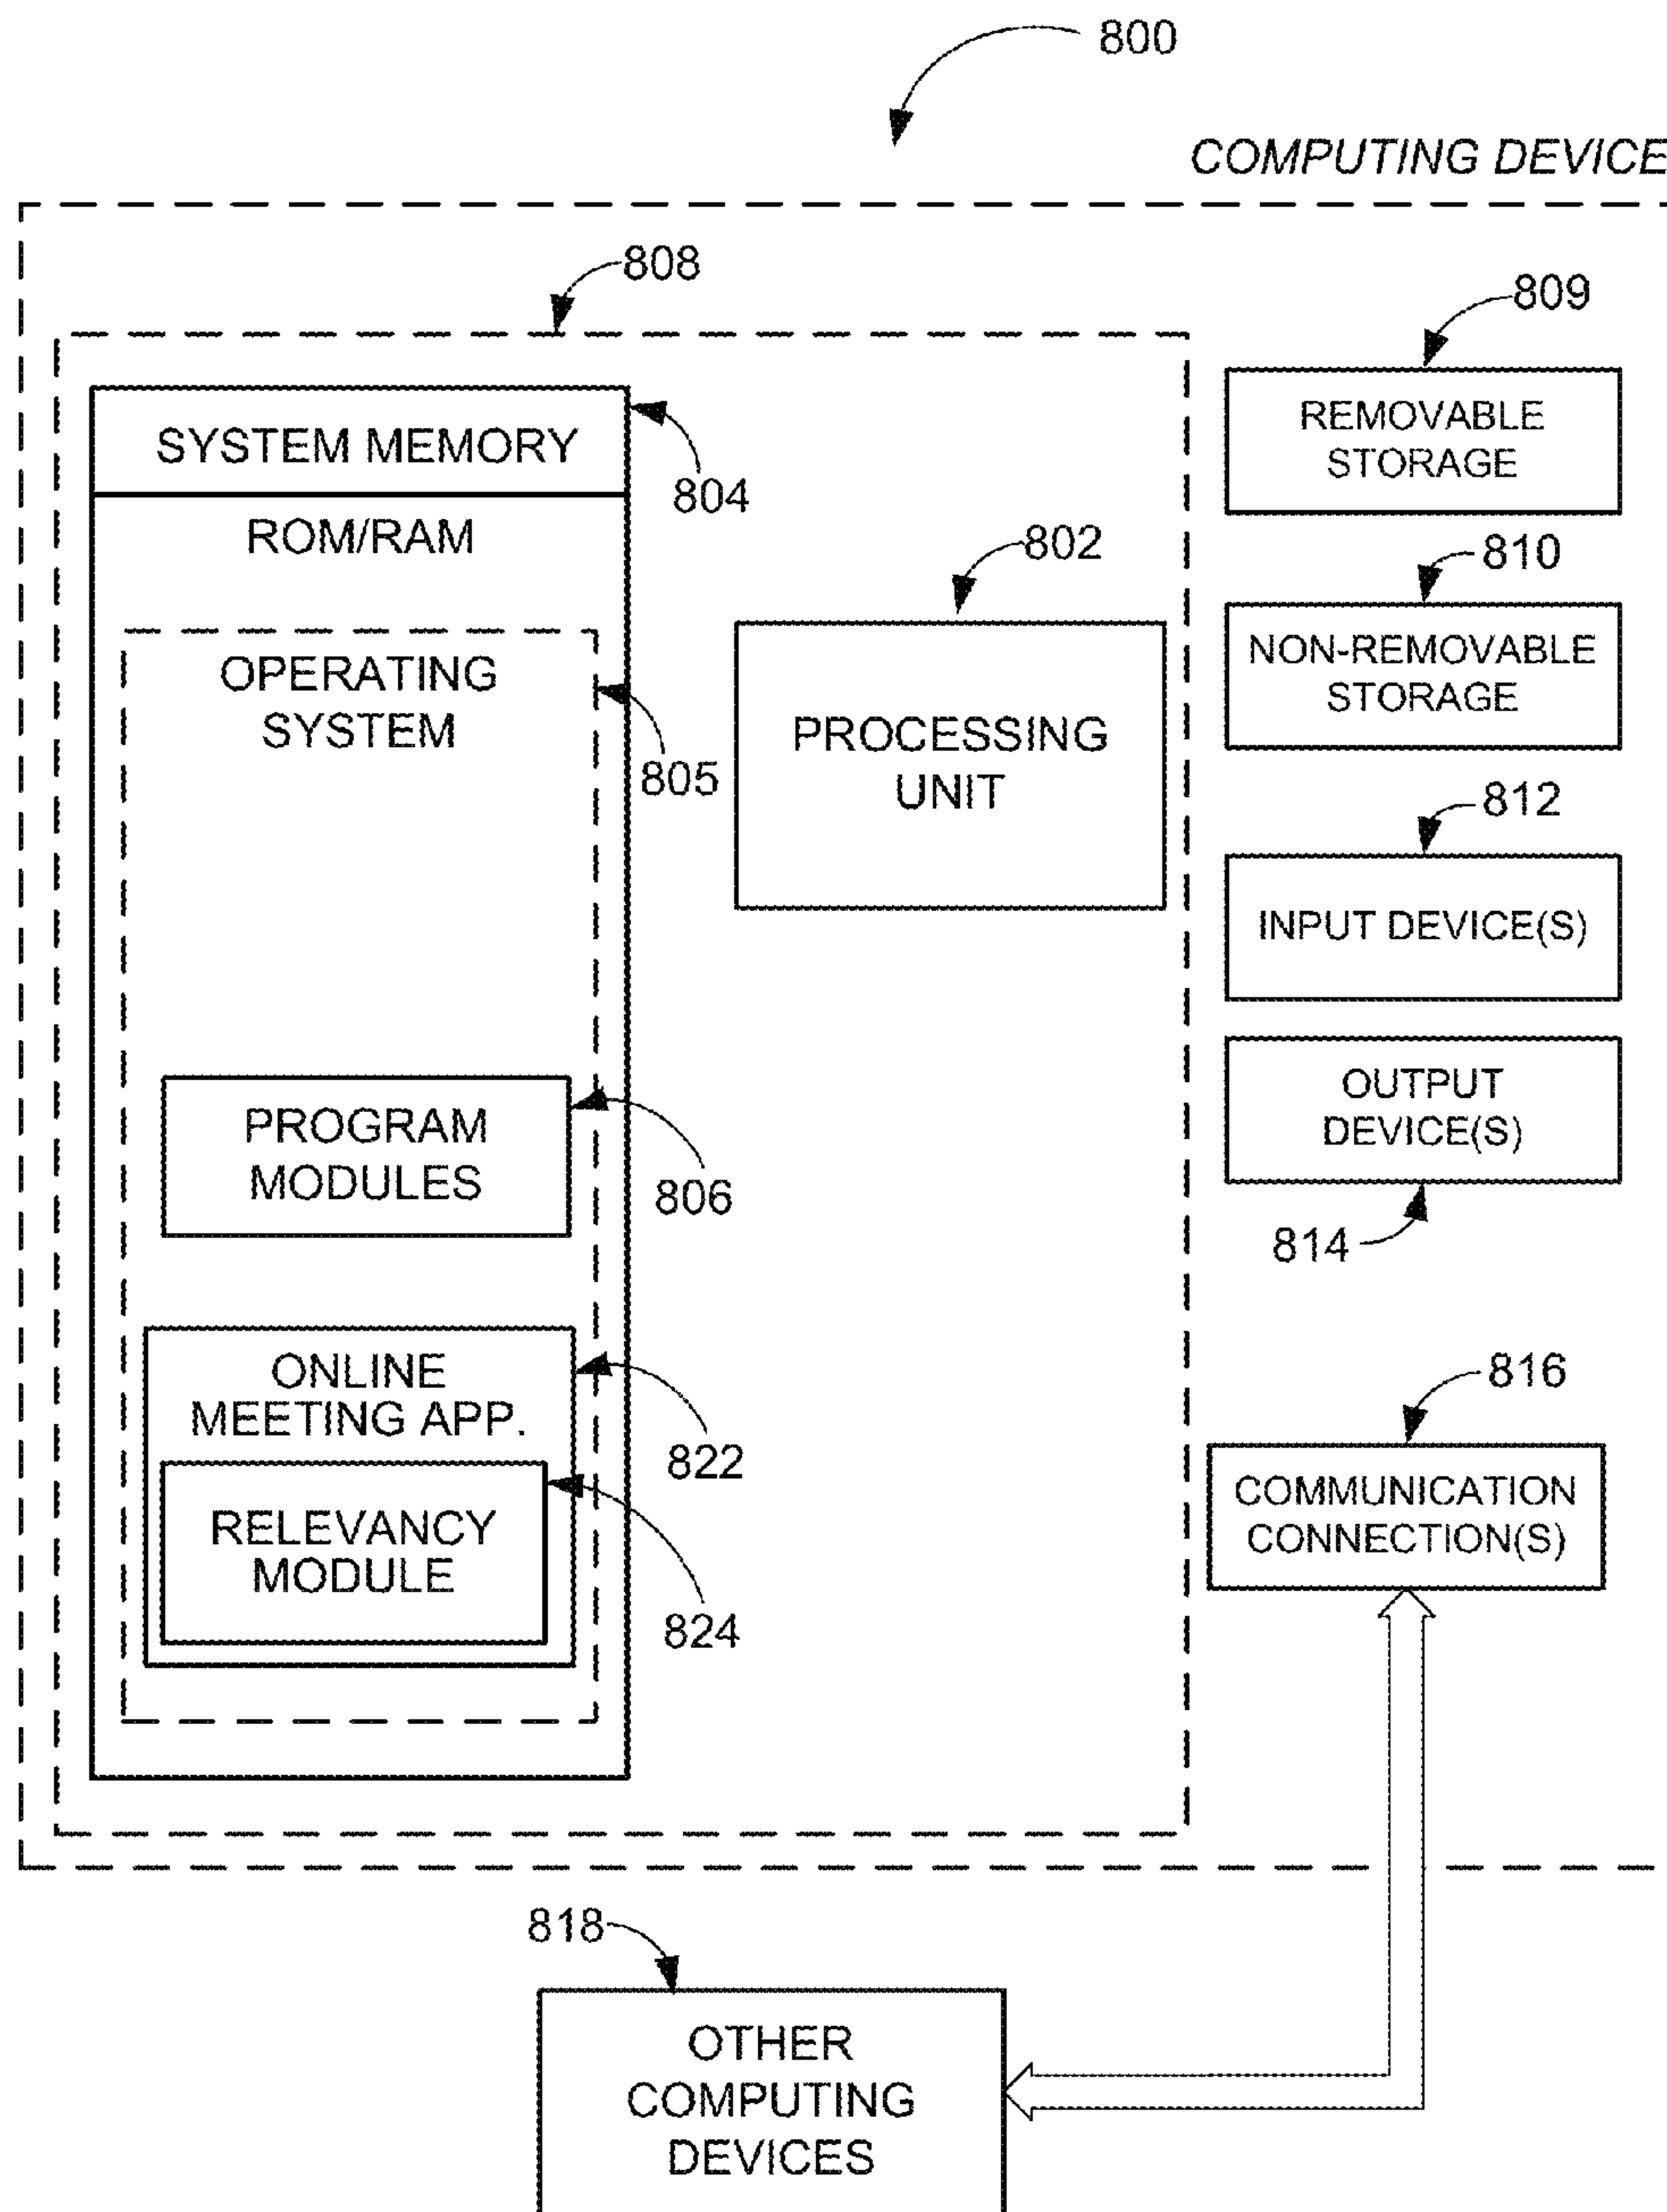 800
COMPUTING DEVICE
808
809
SYSTEM MEMORY
804
REMOVABLE
STORAGE
ROM/RAM
802
810
OPERATING
SYSTEM
805
PROCESSING
UNIT
NON-REMOVABLE
STORAGE
812
INPUT DEVICE(S)
PROGRAM
MODULES
806
OUTPUT
DEVICE(S)
814
ONLINE
MEETING APP.
822
816
RELEVANCY
MODULE
824
COMMUNICATION
CONNECTION(S)
818
OTHER
COMPUTING
DEVICES